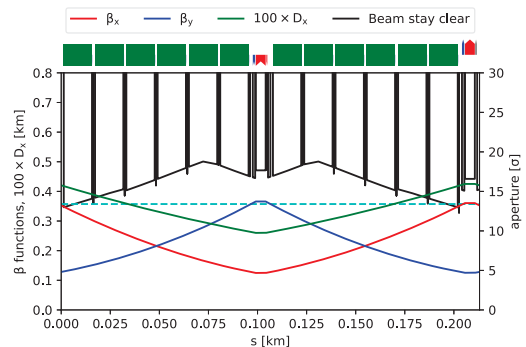 βx βy 100 × Dx Beam stay clear
0.8 0.7 0.6 0.5 0.4 0.3 0.2 0.1 0.0
β functions, 100 × Dx [km]
30 25 20 15 10 5 0
aperture [σ]
0.000 0.025 0.050 0.075 0.100 0.125 0.150 0.175 0.200
s [km]